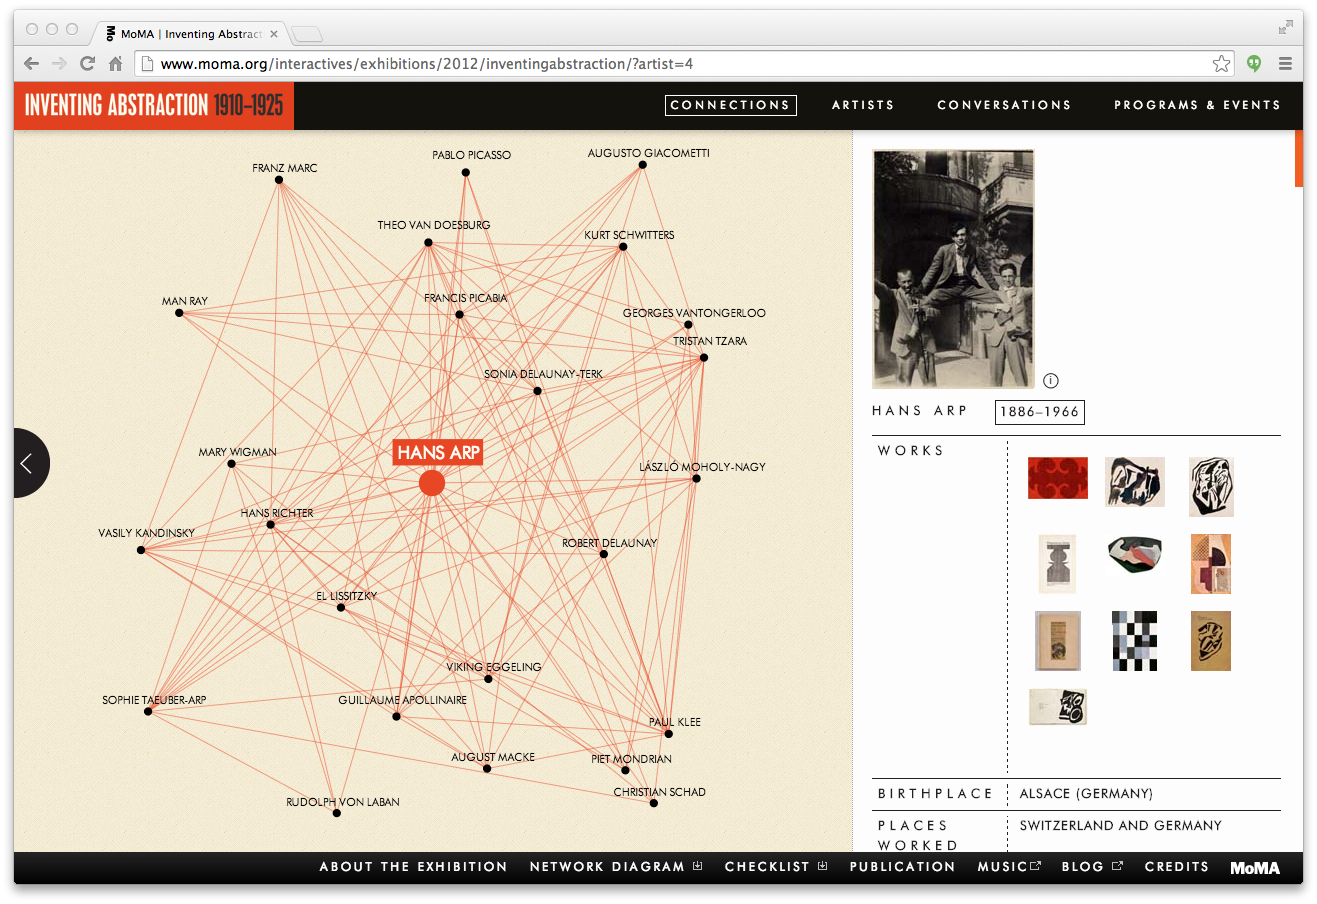 MoMA | Inventing Abstract
www.moma.org/interactives/exhibitions/2012/inventingabstraction/?artist=4
INVENTING ABSTRACTION 1910–1925
CONNECTIONS
ARTISTS
CONVERSATIONS
PROGRAMS & EVENTS
PABLO PICASSO
AUGUSTO GIACOMETTI
FRANZ MARC
THEO VAN DOESBURG
KURT SCHWITTERS
MAN RAY
FRANCIS PICABIA
GEORGES VANTONGERLOO
TRISTAN TZARA
SONIA DELAUNAY-TERK
MARY WIGMAN
HANS ARP
LÁSZLÓ MOHOLY-NAGY
HANS RICHTER
VASILY KANDINSKY
ROBERT DELAUNAY
EL LISSITZKY
VIKING EGGELING
SOPHIE TAEUBER-ARP
GUILLAUME APOLLINAIRE
PAUL KLEE
AUGUST MACKE
PIET MONDRIAN
CHRISTIAN SCHAD
RUDOLPH VON LABAN
HANS ARP 1886–1966
WORKS
BIRTHPLACE ALSACE (GERMANY)
PLACES SWITZERLAND AND GERMANY
WORKED
ABOUT THE EXHIBITION
NETWORK DIAGRAM
CHECKLIST
PUBLICATION
MUSIC
BLOG
CREDITS
MoMA